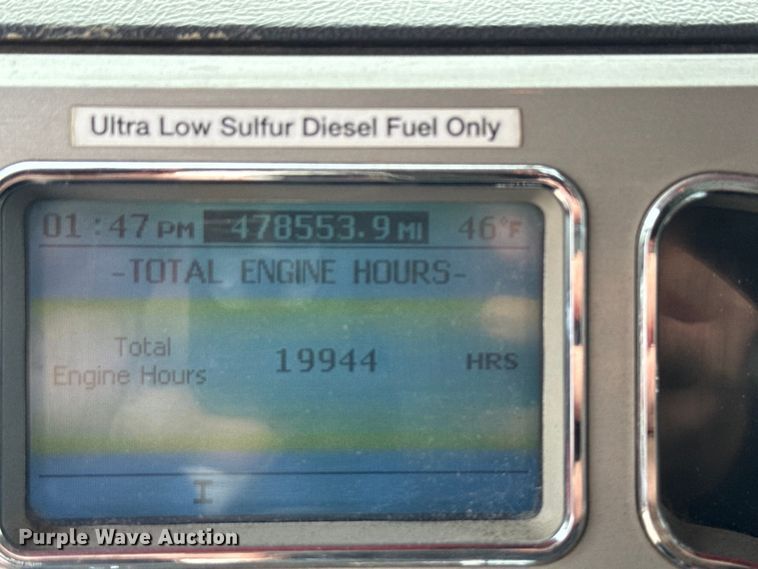 Ultra Low Sulfur Diesel Fuel Only
01:47 PM 478553.9 MI 46°F
-TOTAL ENGINE HOURS-
Total
Engine Hours 19944 HRS
I
Purple Wave Auction